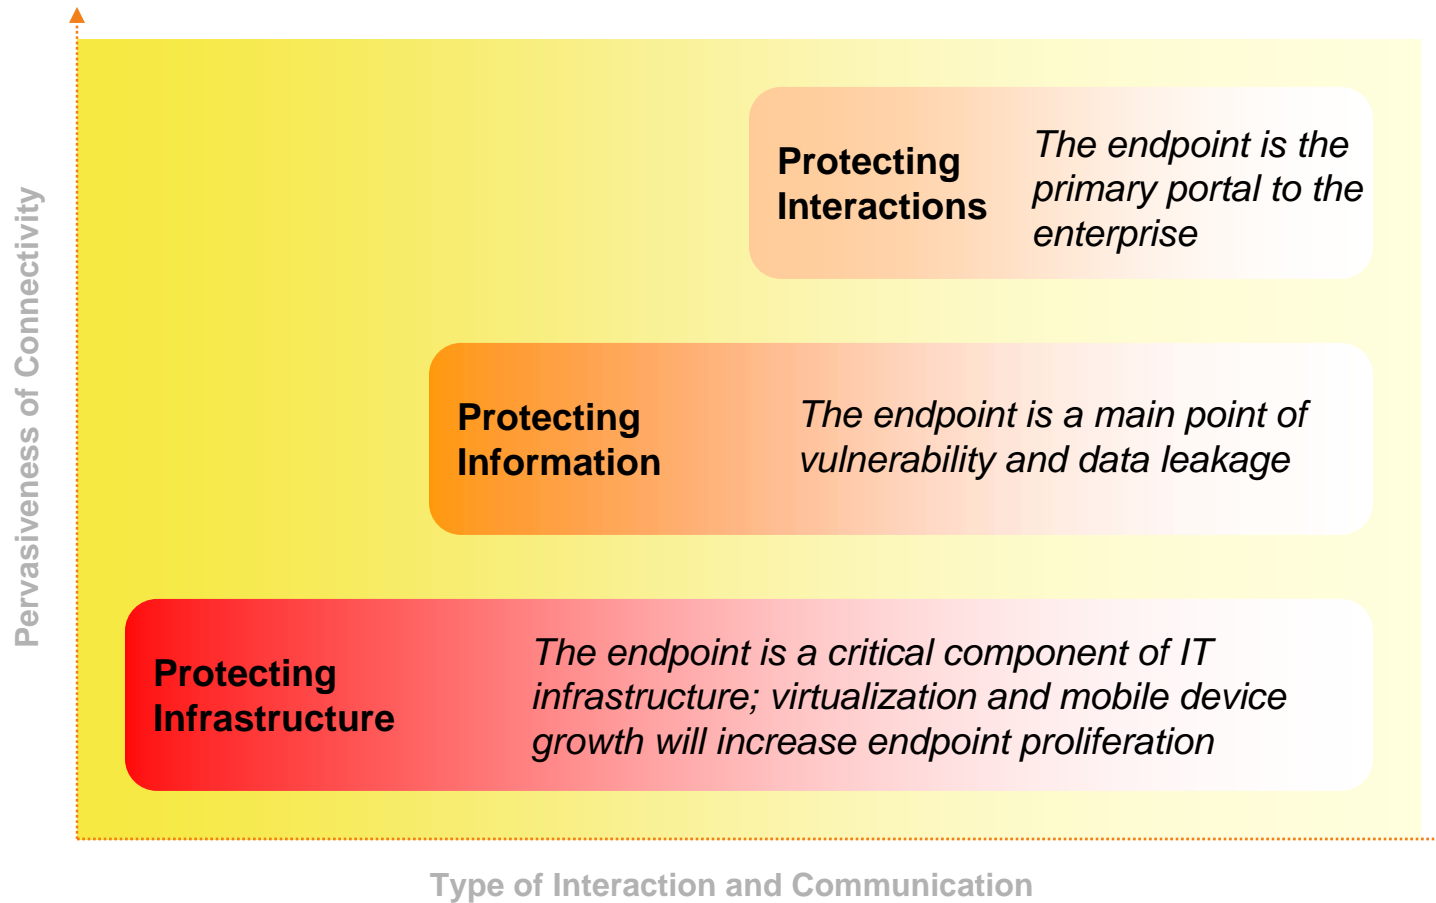 Pervasiveness of Connectivity
Protecting
Interactions
The endpoint is the
primary portal to the
enterprise
Protecting
Information
The endpoint is a main point of
vulnerability and data leakage
Protecting
Infrastructure
The endpoint is a critical component of IT
infrastructure; virtualization and mobile device
growth will increase endpoint proliferation
Type of Interaction and Communication